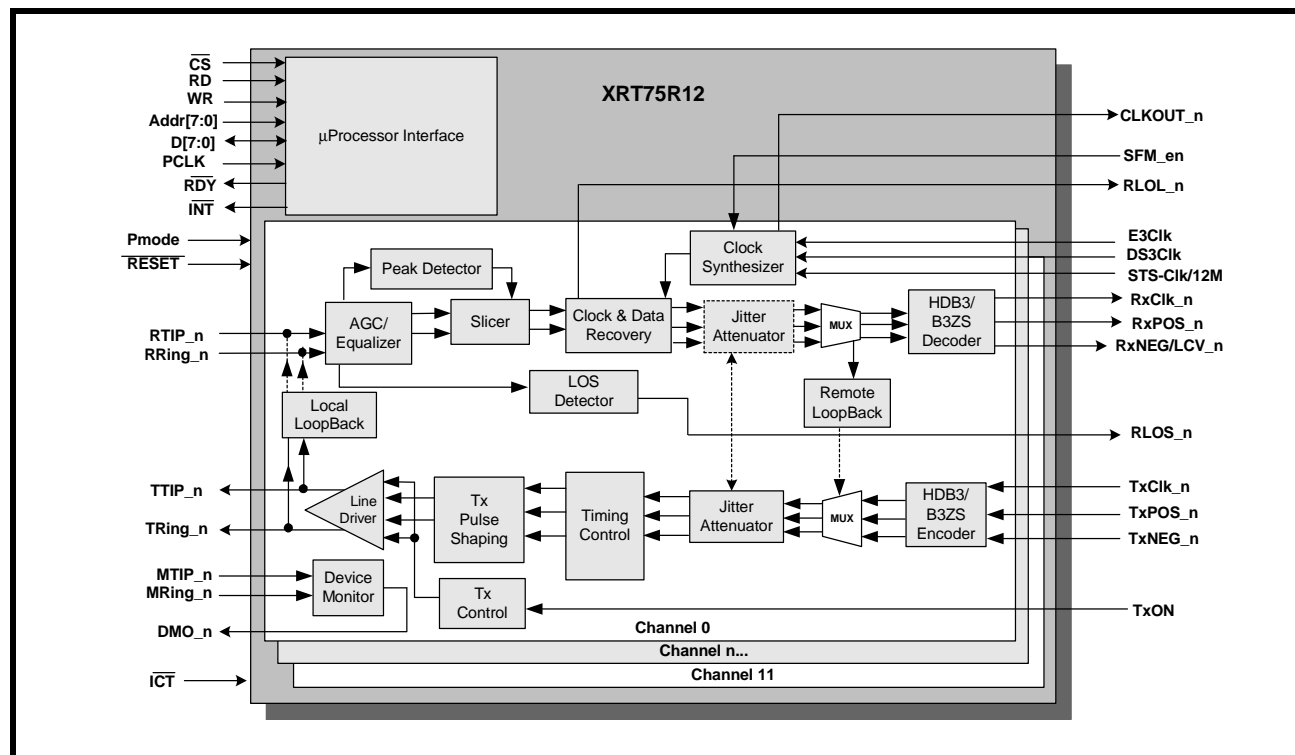 XRT75R12
CS
RD
WR
Addr[7:0]
D[7:0]
PCLK
RDY
INT
Pmode
RESET
µProcessor Interface
CLKOUT_n
SFM_en
RLOL_n
E3Clk
DS3Clk
STS-Clk/12M
Clock
Synthesizer
Peak Detector
RTIP_n
RRing_n
AGC/
Equalizer
Slicer
Clock & Data
Recovery
Jitter
Attenuator
MUX
HDB3/
B3ZS
Decoder
RxClk_n
RxPOS_n
RxNEG/LCV_n
LOS
Detector
Remote
LoopBack
Local
LoopBack
RLOS_n
TTIP_n
TRing_n
Line
Driver
Tx
Pulse
Shaping
Timing
Control
Jitter
Attenuator
MUX
HDB3/
B3ZS
Encoder
TxClk_n
TxPOS_n
TxNEG_n
MTIP_n
MRing_n
Device
Monitor
Tx
Control
TxON
DMO_n
Channel 0
Channel n...
Channel 11
ICT